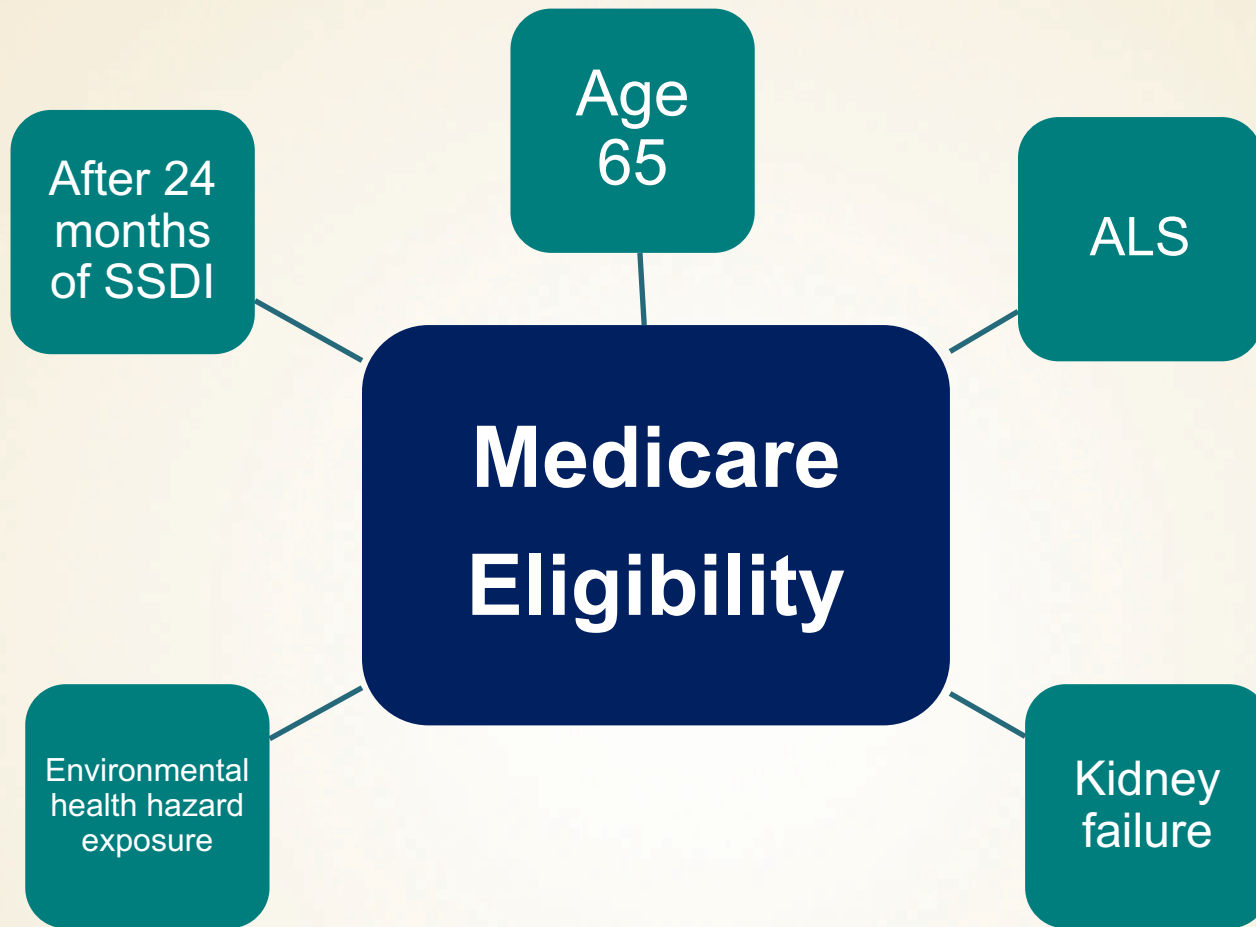 Age
65
After 24
months
of SSDI
ALS
Medicare
Eligibility
Environmental
health hazard
exposure
Kidney
failure